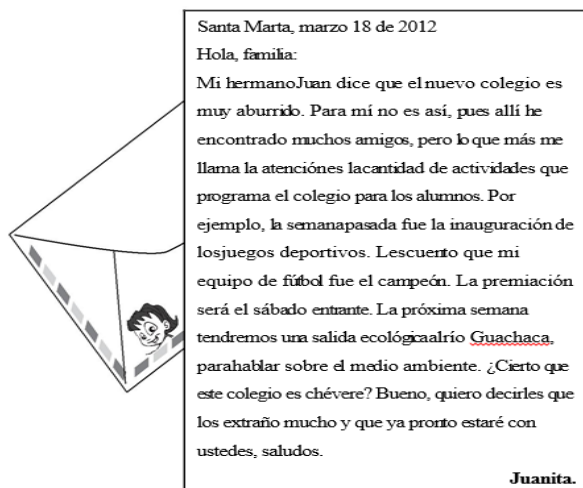 Santa Marta, marzo 18 de 2012
Hola, familia:
Mi hermanoJuan dice que el nuevo colegio es
muy aburrido. Para mí no es así, pues allí he
encontrado muchos amigos, pero lo que más me
llama la atenciónes lacantidad de actividades que
programa el colegio para los alumnos. Por
ejemplo, la semanapasada fue la inauguración de
losjuegos deportivos. Lescuento que mi
equipo de fútbol fue el campeón. La premiación
será el sábado entrante. La próxima semana
tendremos una salida ecológicaalrío Guachaca,
parahablar sobre el medio ambiente. ¿Cierto que
este colegio es chévere? Bueno, quiero decirles que
los extraño mucho y que ya pronto estaré con
ustedes, saludos.
Juanita.